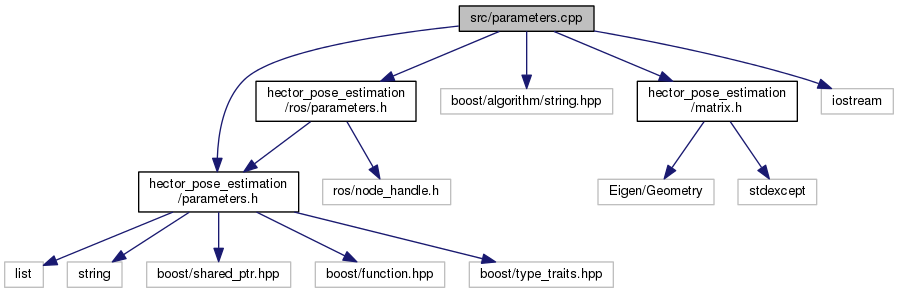 src/parameters.cpp
hector_pose_estimation
/ros/parameters.h
boost/algorithm/string.hpp
hector_pose_estimation
/matrix.h
iostream
hector_pose_estimation
/parameters.h
ros/node_handle.h
Eigen/Geometry
stdexcept
list
string
boost/shared_ptr.hpp
boost/function.hpp
boost/type_traits.hpp